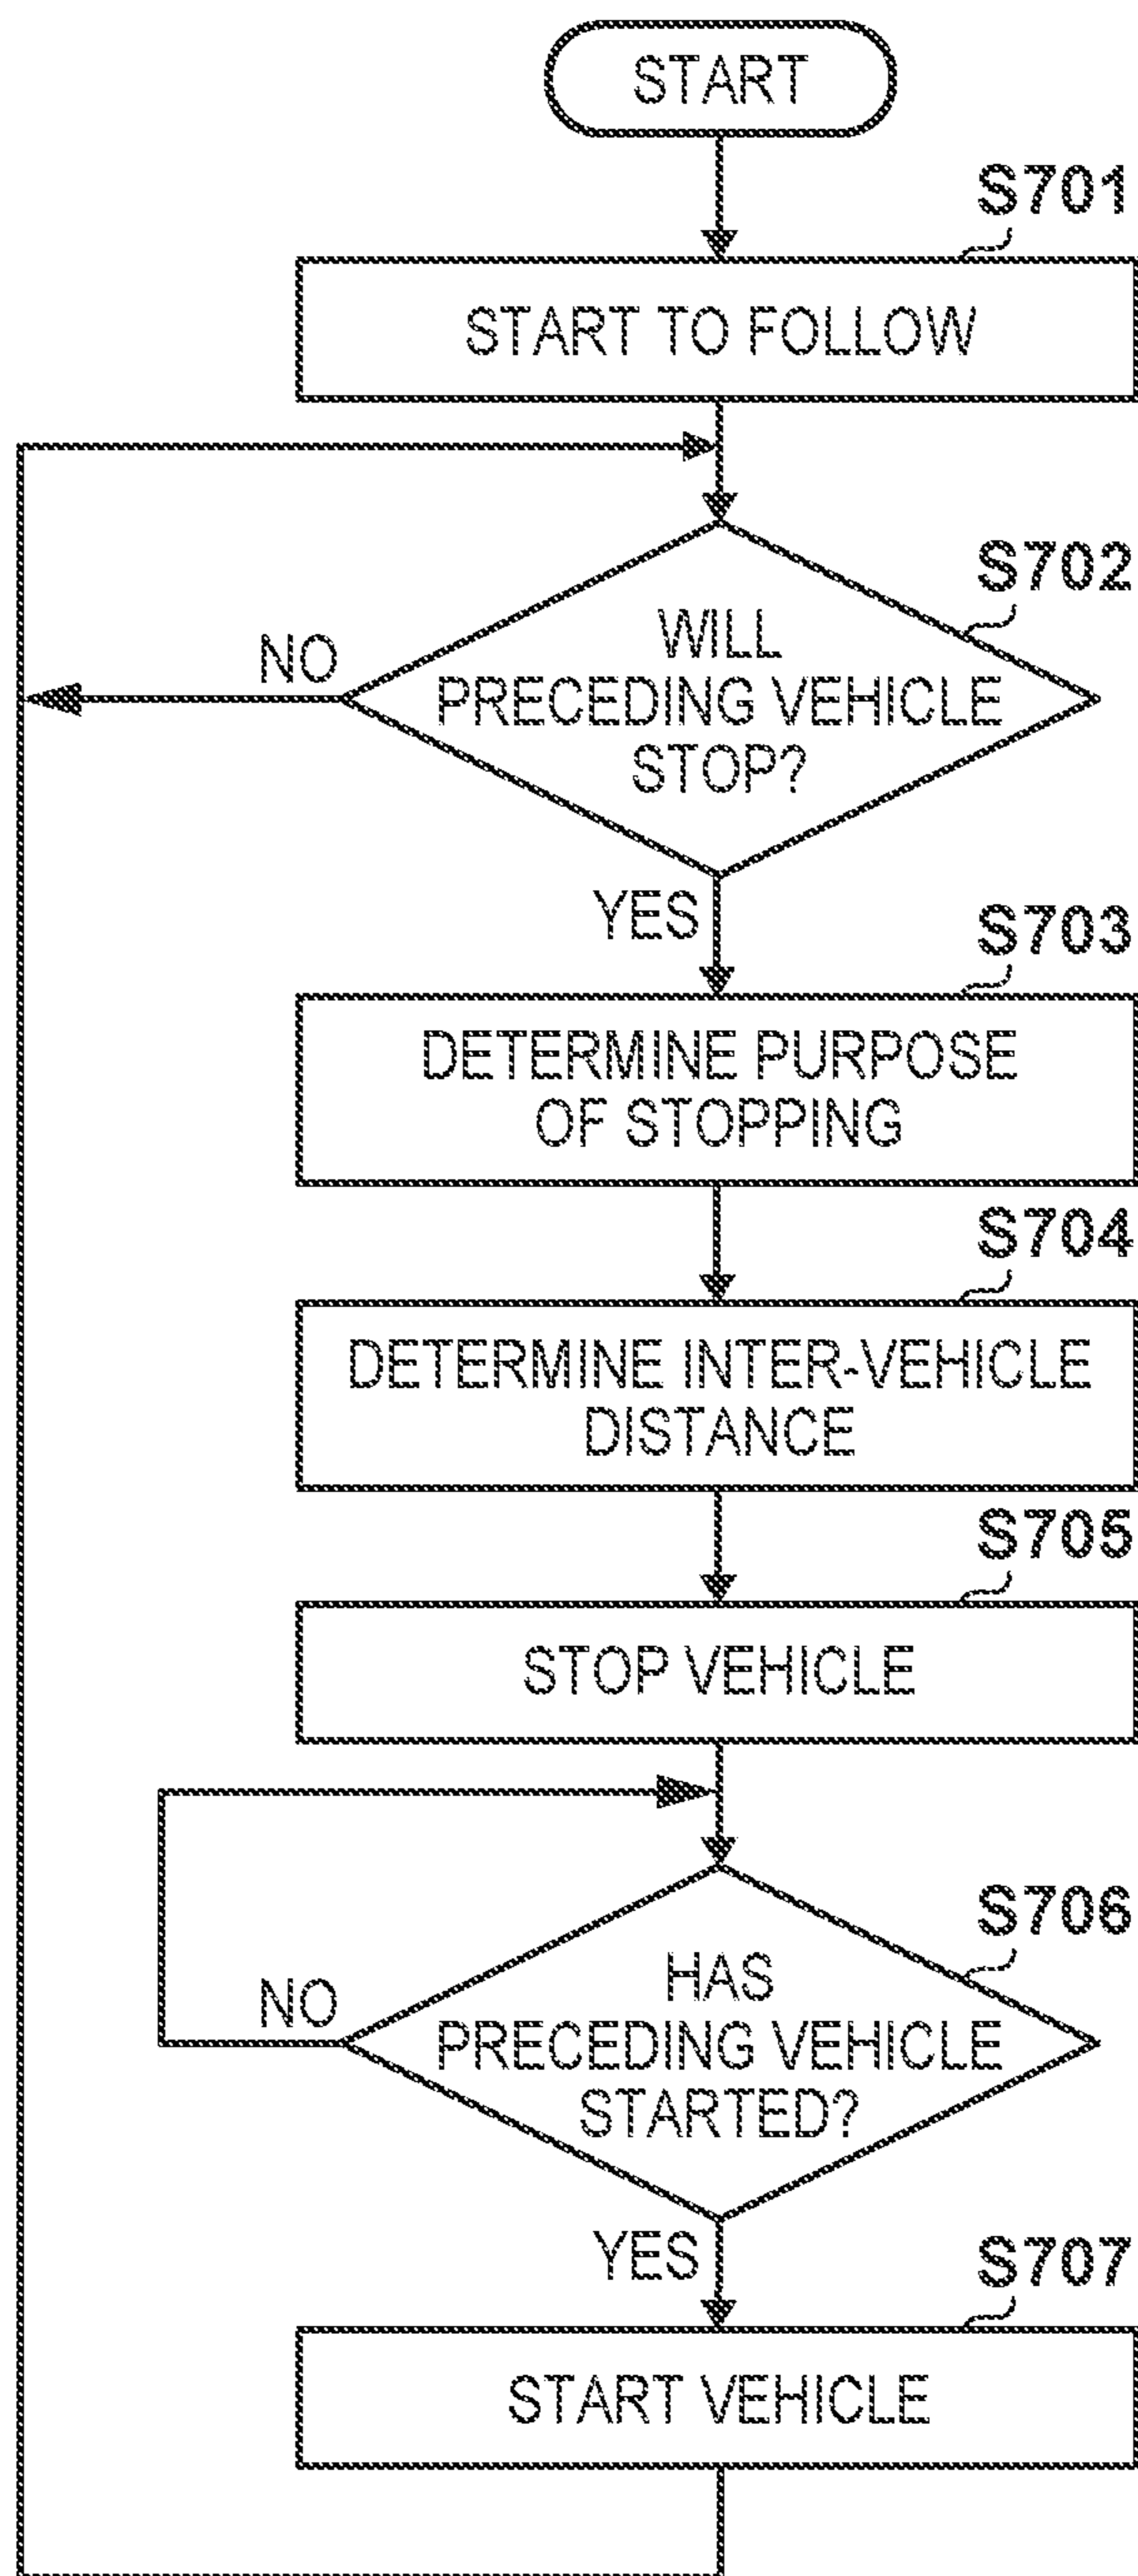 START
S701
START TO FOLLOW
S702
WILL
PRECEDING VEHICLE
STOP?
NO
YES
S703
DETERMINE PURPOSE
OF STOPPING
S704
DETERMINE INTER-VEHICLE
DISTANCE
S705
STOP VEHICLE
S706
HAS
PRECEDING VEHICLE
STARTED?
NO
YES
S707
START VEHICLE